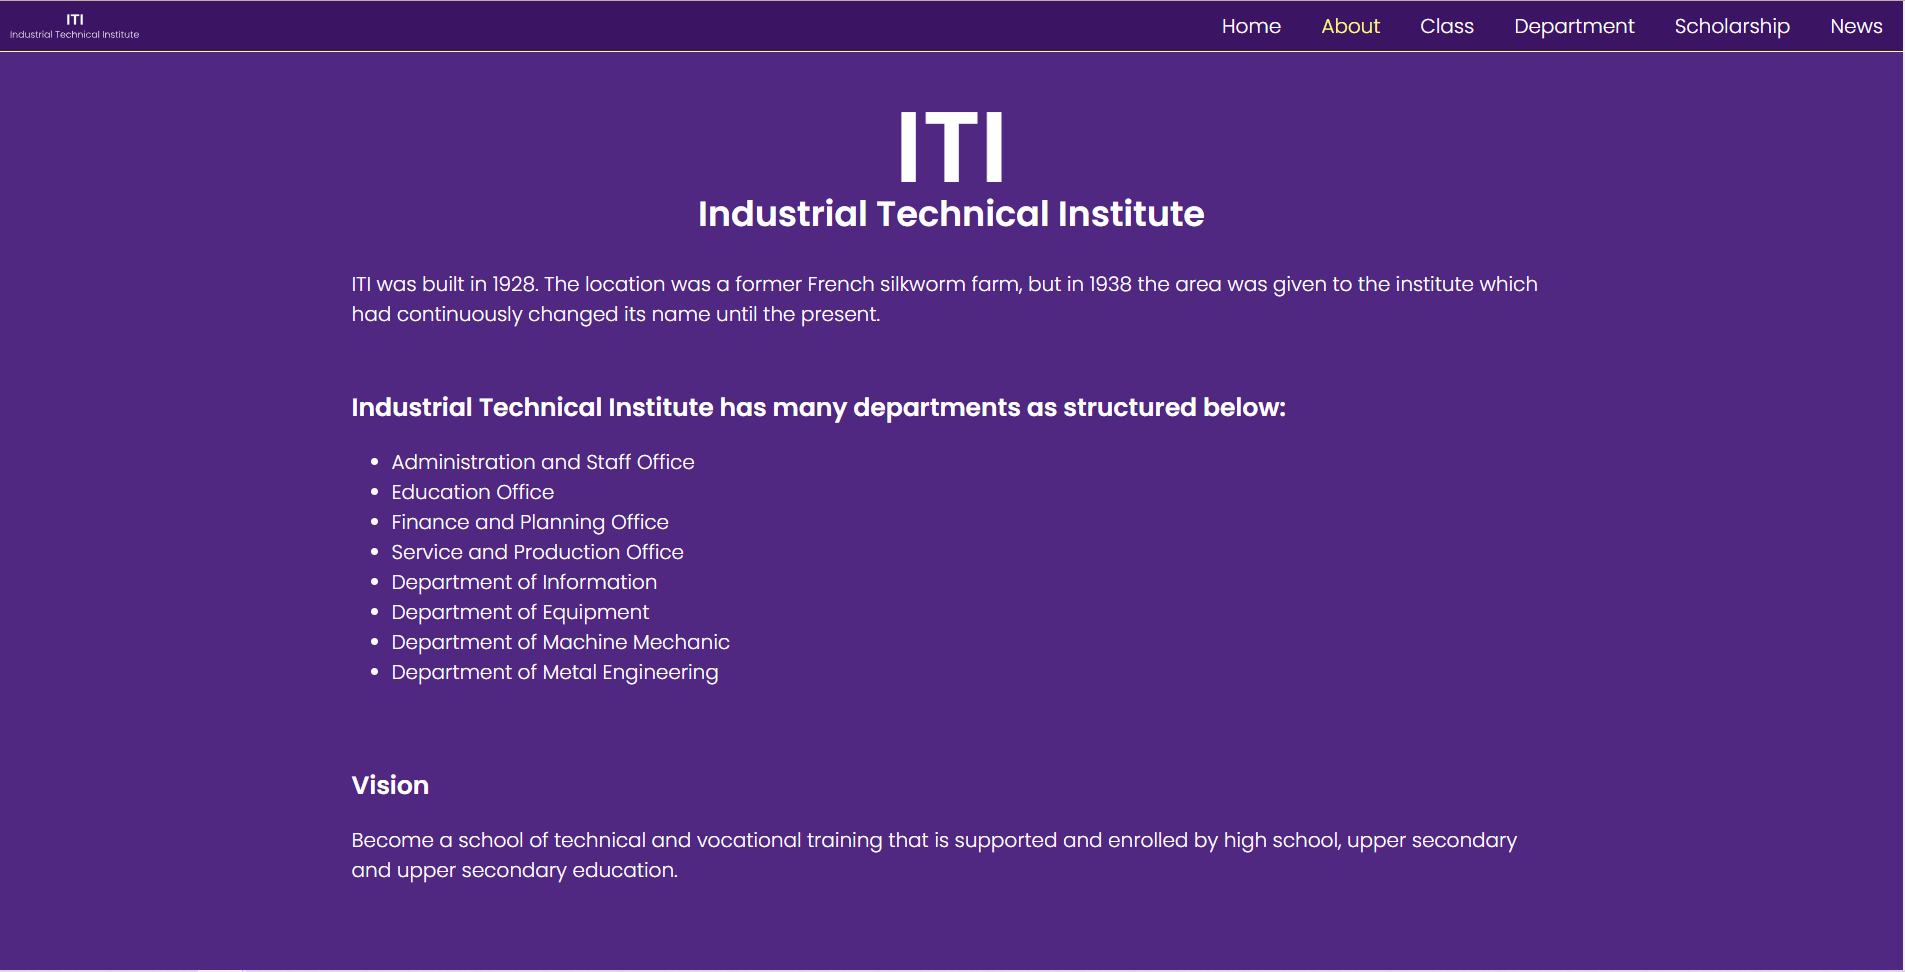 ITI
Industrial Technical Institute
Home About Class Department Scholarship News
ITI
Industrial Technical Institute
ITI was built in 1928. The location was a former French silkworm farm, but in 1938 the area was given to the institute which
had continuously changed its name until the present.
Industrial Technical Institute has many departments as structured below:
• Administration and Staff Office
• Education Office
• Finance and Planning Office
• Service and Production Office
• Department of Information
• Department of Equipment
• Department of Machine Mechanic
• Department of Metal Engineering
Vision
Become a school of technical and vocational training that is supported and enrolled by high school, upper secondary
and upper secondary education.